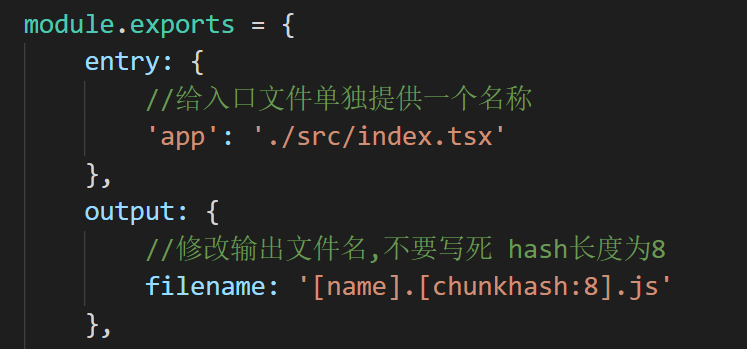 module.exports = {
entry: {
//给入口文件单独提供一个名称
'app': './src/index.tsx'
},
output: {
//修改输出文件名,不要写死 hash长度为8
filename: '[name].[chunkhash:8].js'
},